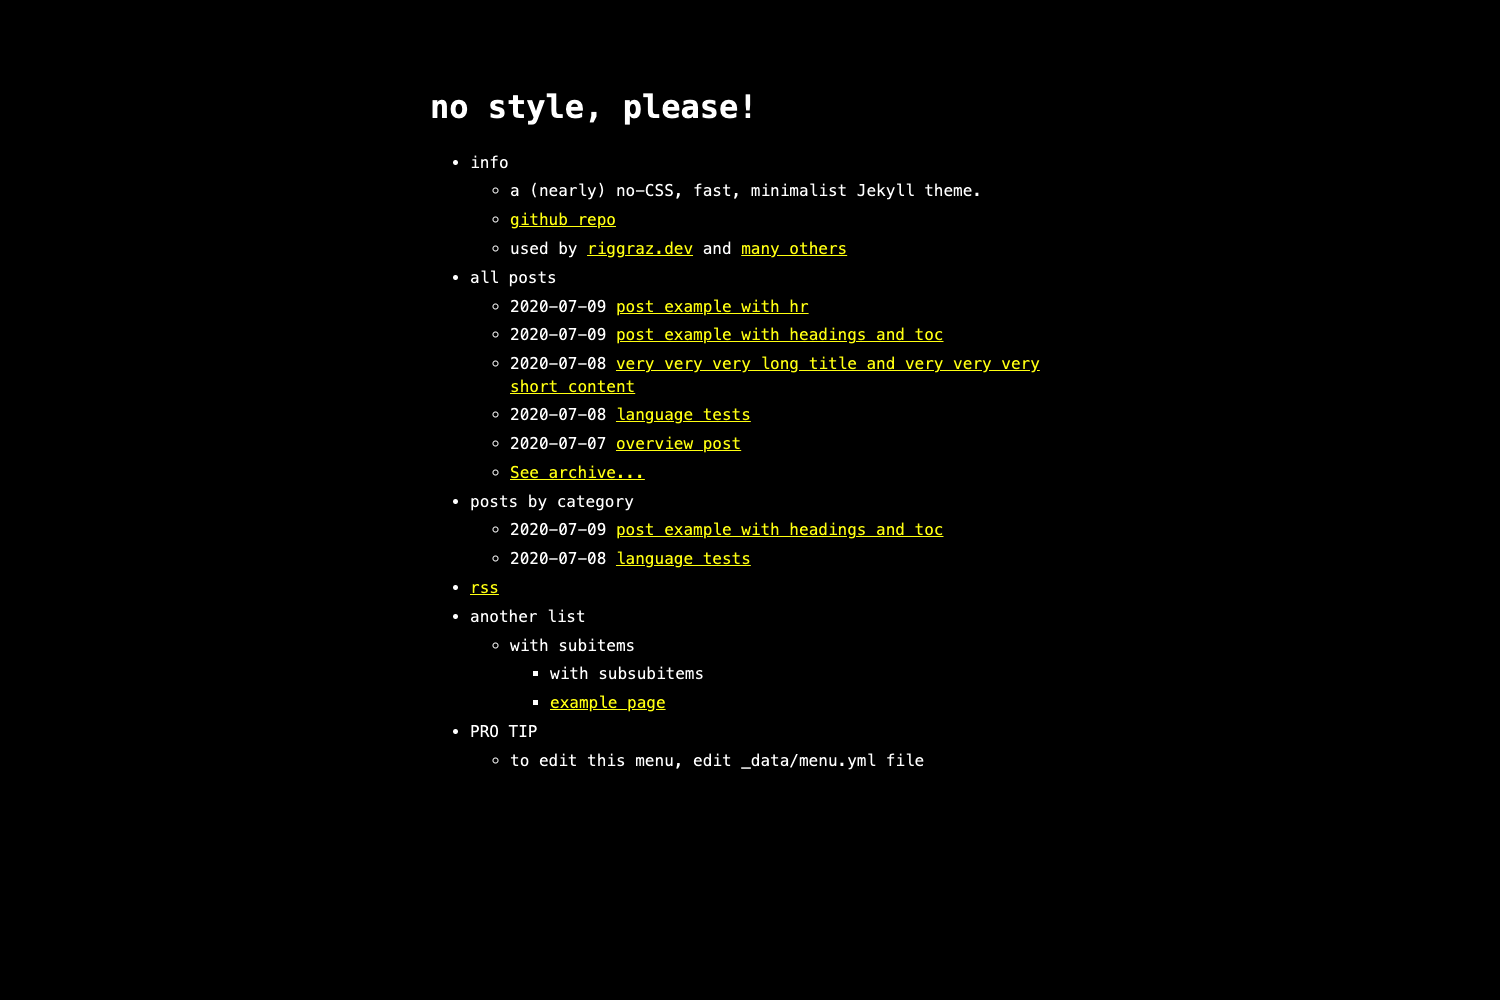 no style, please!
info
a (nearly) no-CSS, fast, minimalist Jekyll theme.
github repo
used by riggraz.dev and many others
all posts
2020-07-09 post example with hr
2020-07-09 post example with headings and toc
2020-07-08 very very very long title and very very very
short content
2020-07-08 language tests
2020-07-07 overview post
See archive...
posts by category
2020-07-09 post example with headings and toc
2020-07-08 language tests
rss
another list
with subitems
with subsubitems
example page
PRO TIP
to edit this menu, edit _data/menu.yml file